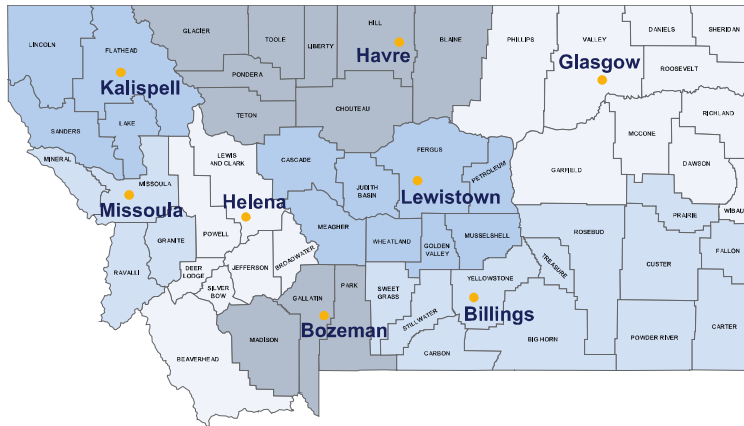 LINCOLN
FLATHEAD
GLACIER
TOOLE
LIBERTY
HILL
BLAINE
PHILLIPS
VALLEY
DANIELS
SHERIDAN
Havre
Glasgow
ROOSEVELT
PONDERA
Kalispell
CHOUTEAU
TETON
RICHLAND
LAKE
SANDERS
MCCONE
FERGUS
MINERAL
LEWIS
AND CLARK
CASCADE
PETROLEUM
GARFIELD
DAWSON
MISSOULA
JUDITH
BASIN
Lewistown
Helena
Missoula
WIBAU
PRAIRIE
MEAGHER
POWELL
ROSEBUD
GRANITE
WHEATLAND
GOLDEN
VALLEY
MUSSELSHELL
BROADWATER
FALLON
DEER
LODGE
JEFFERSON
TREASURE
CUSTER
RAVALLI
PARK
YELLOWSTONE
SILVER
BOW
SWEET
GRASS
GALLATIN
Billings
STILLWATER
Bozeman
MADISON
BIG HORN
POWDER RIVER
CARTER
CARBON
BEAVERHEAD